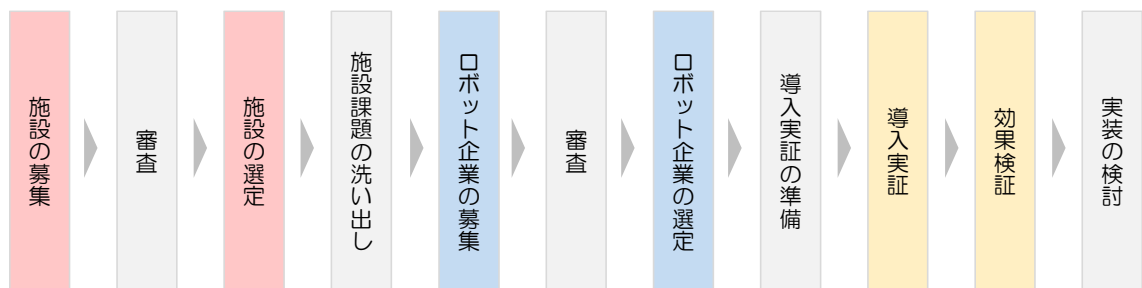 施設の募集
審査
施設の選定
施設課題の洗い出し
ロボット企業の募集
審査
ロボット企業の選定
導入実証の準備
導入実証
効果検証
実装の検討